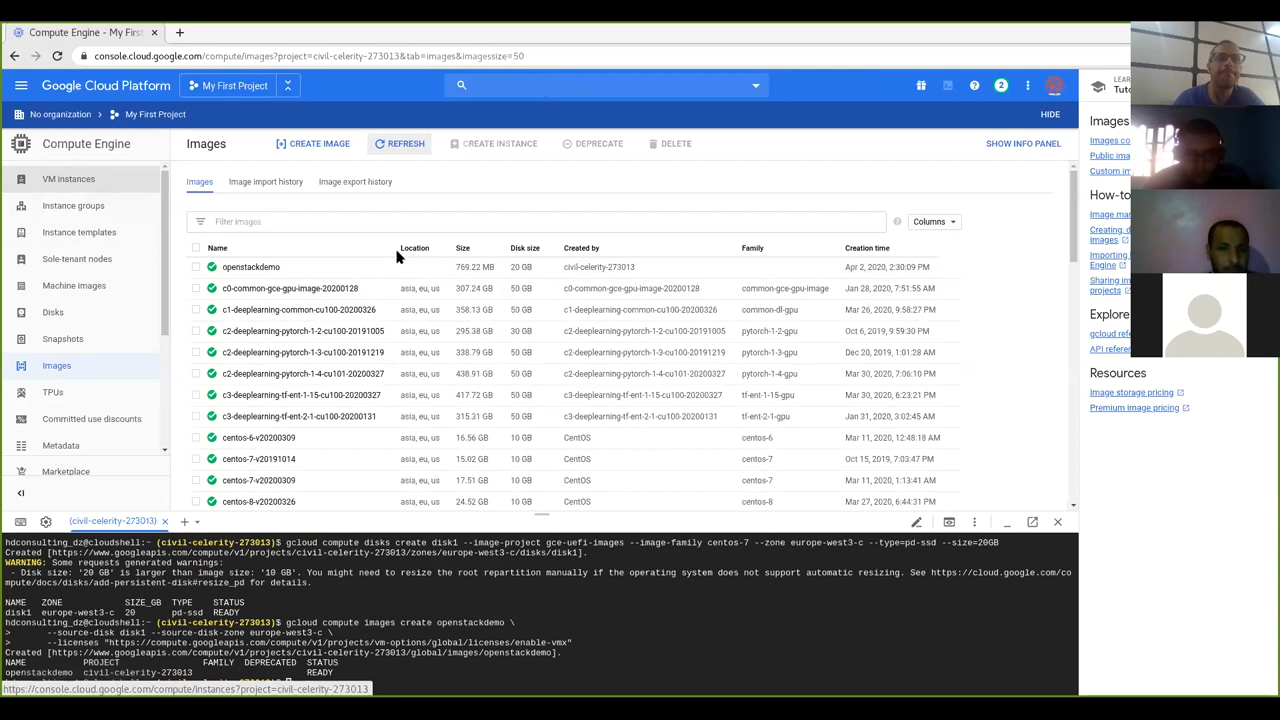 Compute Engine - My First
console.cloud.google.com/compute/images?project=civil-celerity-273013&tab=images&imagessize=50
Google Cloud Platform
My First Project
2
LEAR
Tuto
No organization > My First Project
HIDE
Compute Engine
Images
CREATE IMAGE
REFRESH
CREATE INSTANCE
DEPRECATE
DELETE
SHOW INFO PANEL
VM instances
Instance groups
Instance templates
Sole-tenant nodes
Machine images
Disks
Snapshots
Images
TPUs
Committed use discounts
Metadata
Marketplace
Images Image import history Image export history
Filter images
Columns
Name Location Size Disk size Created by Family Creation time
openstackdemo 769.22 MB 20 GB civil-celerity-273013 Apr 2, 2020, 2:30:09 PM
c0-common-gce-gpu-image-20200128 asia, eu, us 307.24 GB 50 GB c0-common-gce-gpu-image-20200128 common-gce-gpu-image Jan 28, 2020, 7:51:55 AM
c1-deeplearning-common-cu100-20200326 asia, eu, us 358.13 GB 50 GB c1-deeplearning-common-cu100-20200326 common-dl-gpu Mar 26, 2020, 9:58:27 PM
c2-deeplearning-pytorch-1-2-cu100-20191005 asia, eu, us 295.38 GB 30 GB c2-deeplearning-pytorch-1-2-cu100-20191005 pytorch-1-2-gpu Oct 6, 2019, 9:59:30 PM
c2-deeplearning-pytorch-1-3-cu100-20191219 asia, eu, us 338.79 GB 50 GB c2-deeplearning-pytorch-1-3-cu100-20191219 pytorch-1-3-gpu Dec 20, 2019, 1:01:28 AM
c2-deeplearning-pytorch-1-4-cu101-20200327 asia, eu, us 438.91 GB 50 GB c2-deeplearning-pytorch-1-4-cu101-20200327 pytorch-1-4-gpu Mar 30, 2020, 7:06:10 PM
c3-deeplearning-tf-ent-1-15-cu100-20200327 asia, eu, us 417.72 GB 50 GB c3-deeplearning-tf-ent-1-15-cu100-20200327 tf-ent-1-15-gpu Mar 30, 2020, 6:23:21 PM
c3-deeplearning-tf-ent-2-1-cu100-20200131 asia, eu, us 315.31 GB 50 GB c3-deeplearning-tf-ent-2-1-cu100-20200131 tf-ent-2-1-gpu Jan 31, 2020, 3:02:45 AM
centos-6-v20200309 asia, eu, us 16.56 GB 10 GB CentOS centos-6 Mar 11, 2020, 12:48:18 AM
centos-7-v20191014 asia, eu, us 15.02 GB 10 GB CentOS centos-7 Oct 15, 2019, 7:03:47 PM
centos-7-v20200309 asia, eu, us 17.51 GB 10 GB CentOS centos-7 Mar 11, 2020, 1:13:41 AM
centos-8-v20200326 asia, eu, us 24.52 GB 10 GB CentOS centos-8 Mar 27, 2020, 6:44:31 PM
Images
Images co
Public ima
Custom im
How-to
Image man
Creating, d
images
Importing
Engine
Sharing im
projects
Explore
gcloud refe
API referen
Resources
Image storage pricing
Premium image pricing
(civil-celerity-273013)
hdconsulting_dz@cloudshell:~ (civil-celerity-273013)$ gcloud compute disks create disk1 --image-project gce-uefi-images --image-family centos-7 --zone europe-west3-c --type=pd-ssd --size=20GB
Created [https://www.googleapis.com/compute/v1/projects/civil-celerity-273013/zones/europe-west3-c/disks/disk1].
WARNING: Some requests generated warnings:
- Disk size: '20 GB' is larger than image size: '10 GB'. You might need to resize the root repartition manually if the operating system does not support automatic resizing. See https://cloud.google.com/co
mpute/docs/disks/add-persistent-disk#resize_pd for details.
NAME ZONE SIZE_GB TYPE STATUS
disk1 europe-west3-c 20 pd-ssd READY
hdconsulting_dz@cloudshell:~ (civil-celerity-273013)$ gcloud compute images create openstackdemo \
> --source-disk disk1 --source-disk-zone europe-west3-c \
> --licenses "https://compute.googleapis.com/compute/v1/projects/vm-options/global/licenses/enable-vmx"
Created [https://www.googleapis.com/compute/v1/projects/civil-celerity-273013/global/images/openstackdemo].
NAME PROJECT FAMILY DEPRECATED STATUS
openstackdemo civil-celerity-273013 READY
https://console.cloud.google.com/compute/instances?project=civil-celerity-273013